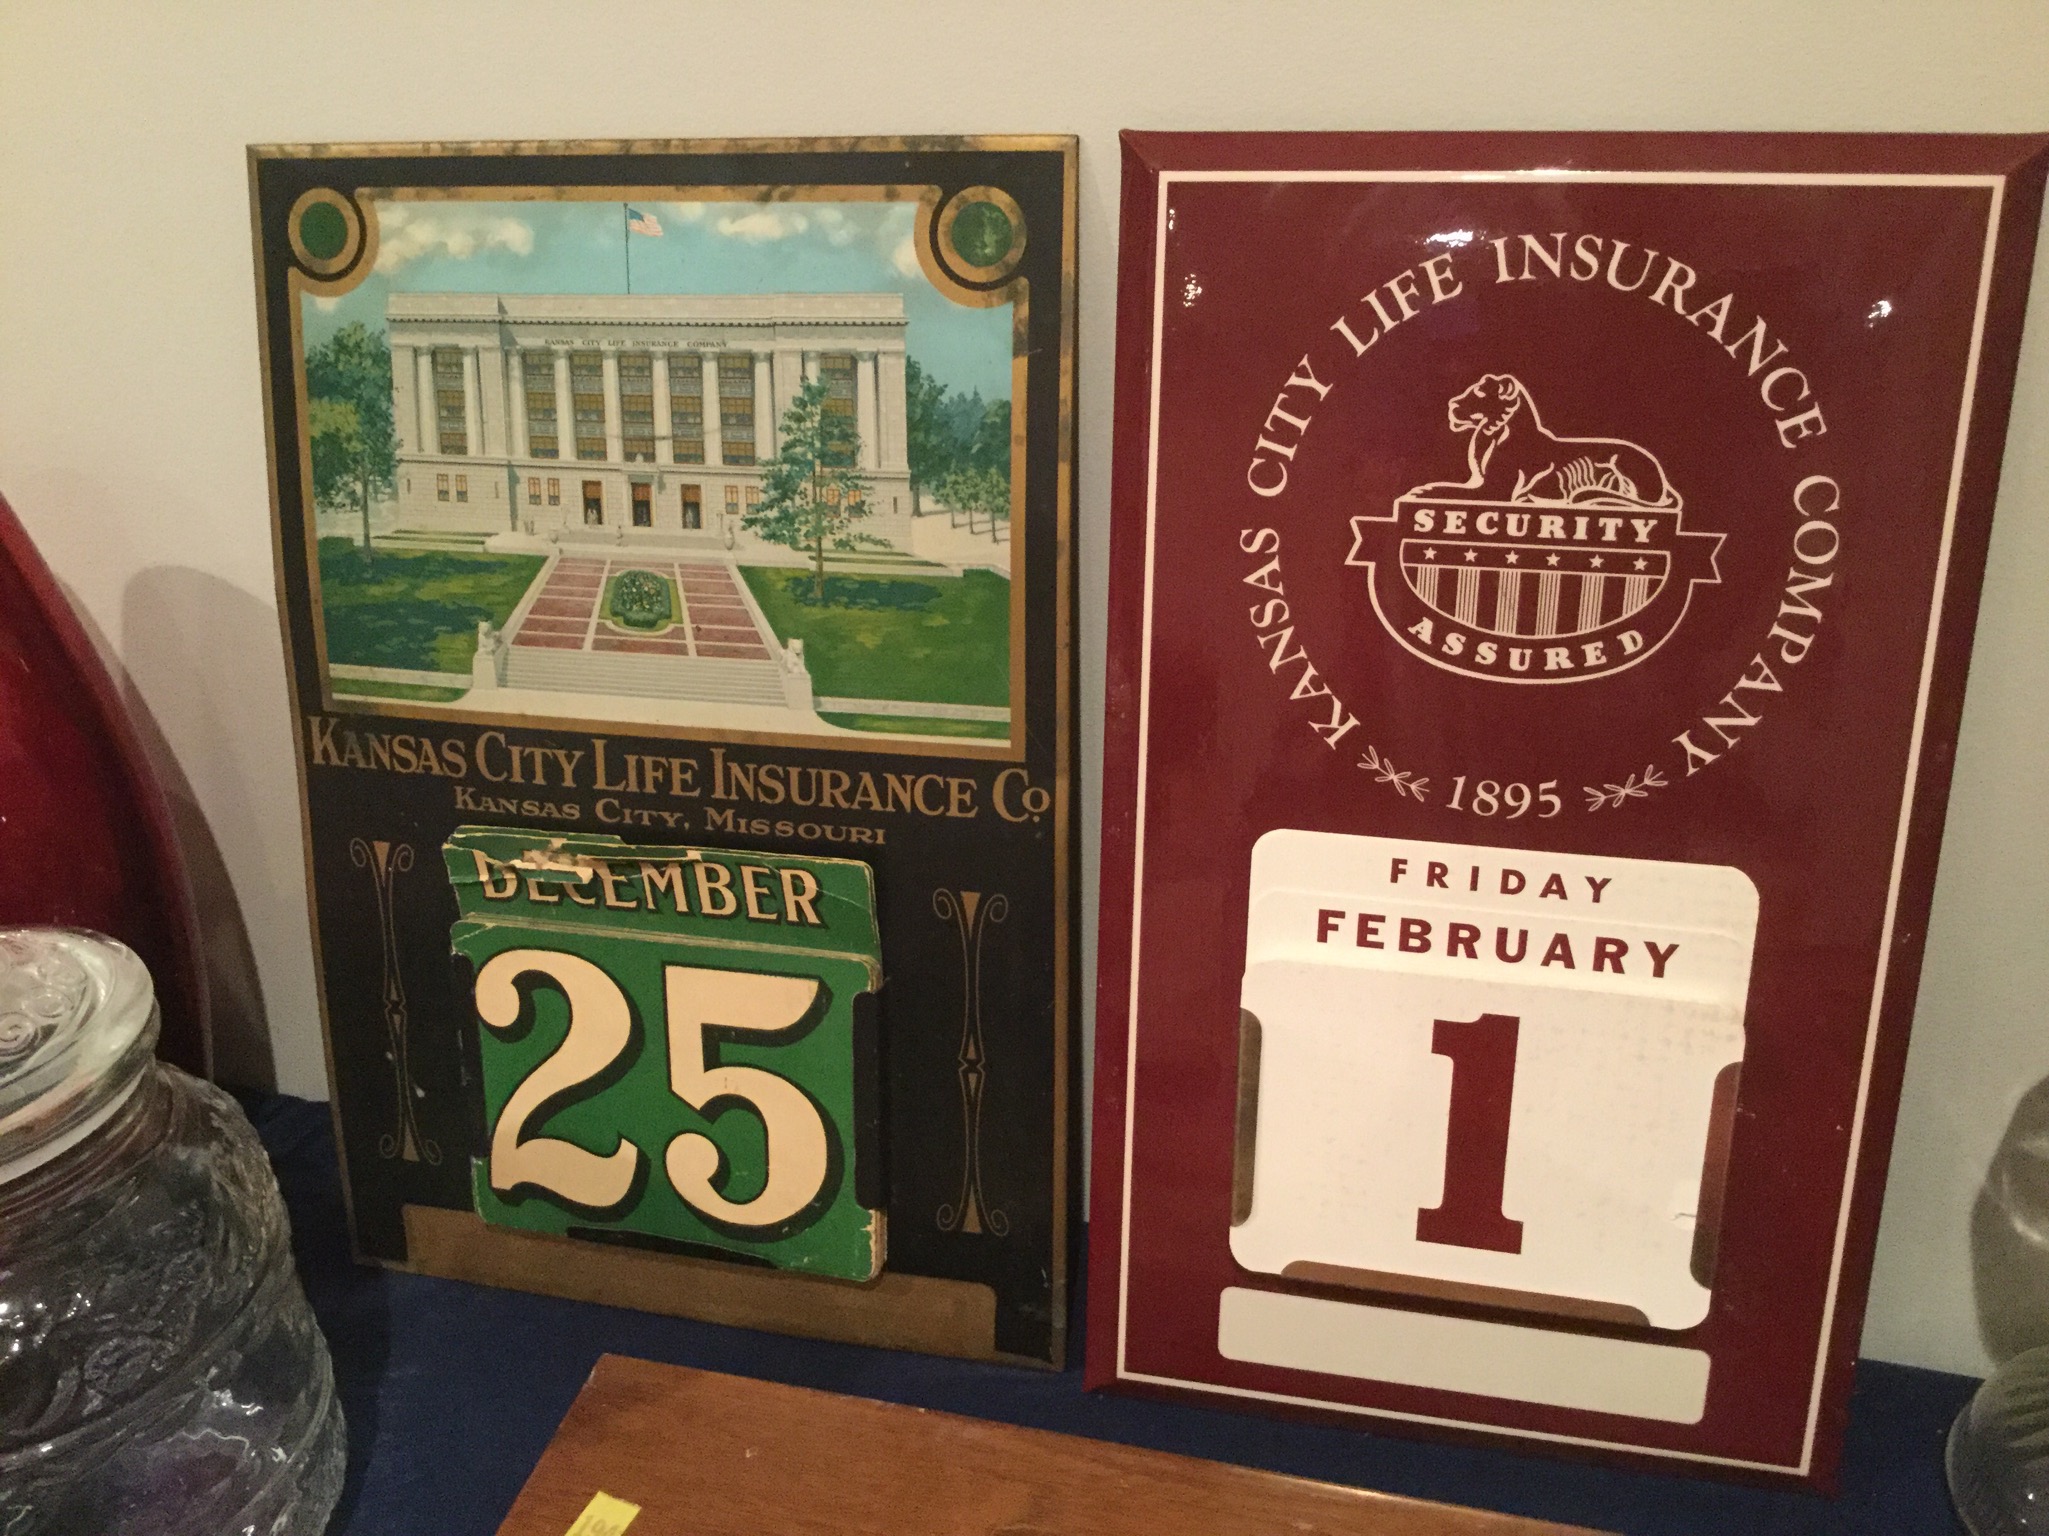 KANSAS CITY LIFE INSURANCE COMPANY
KANSAS CITY LIFE INSURANCE CO.
KANSAS CITY, MISSOURI
DECEMBER
25
KANSAS CITY LIFE INSURANCE COMPANY
1895
SECURITY
ASSURED
FRIDAY
FEBRUARY
1